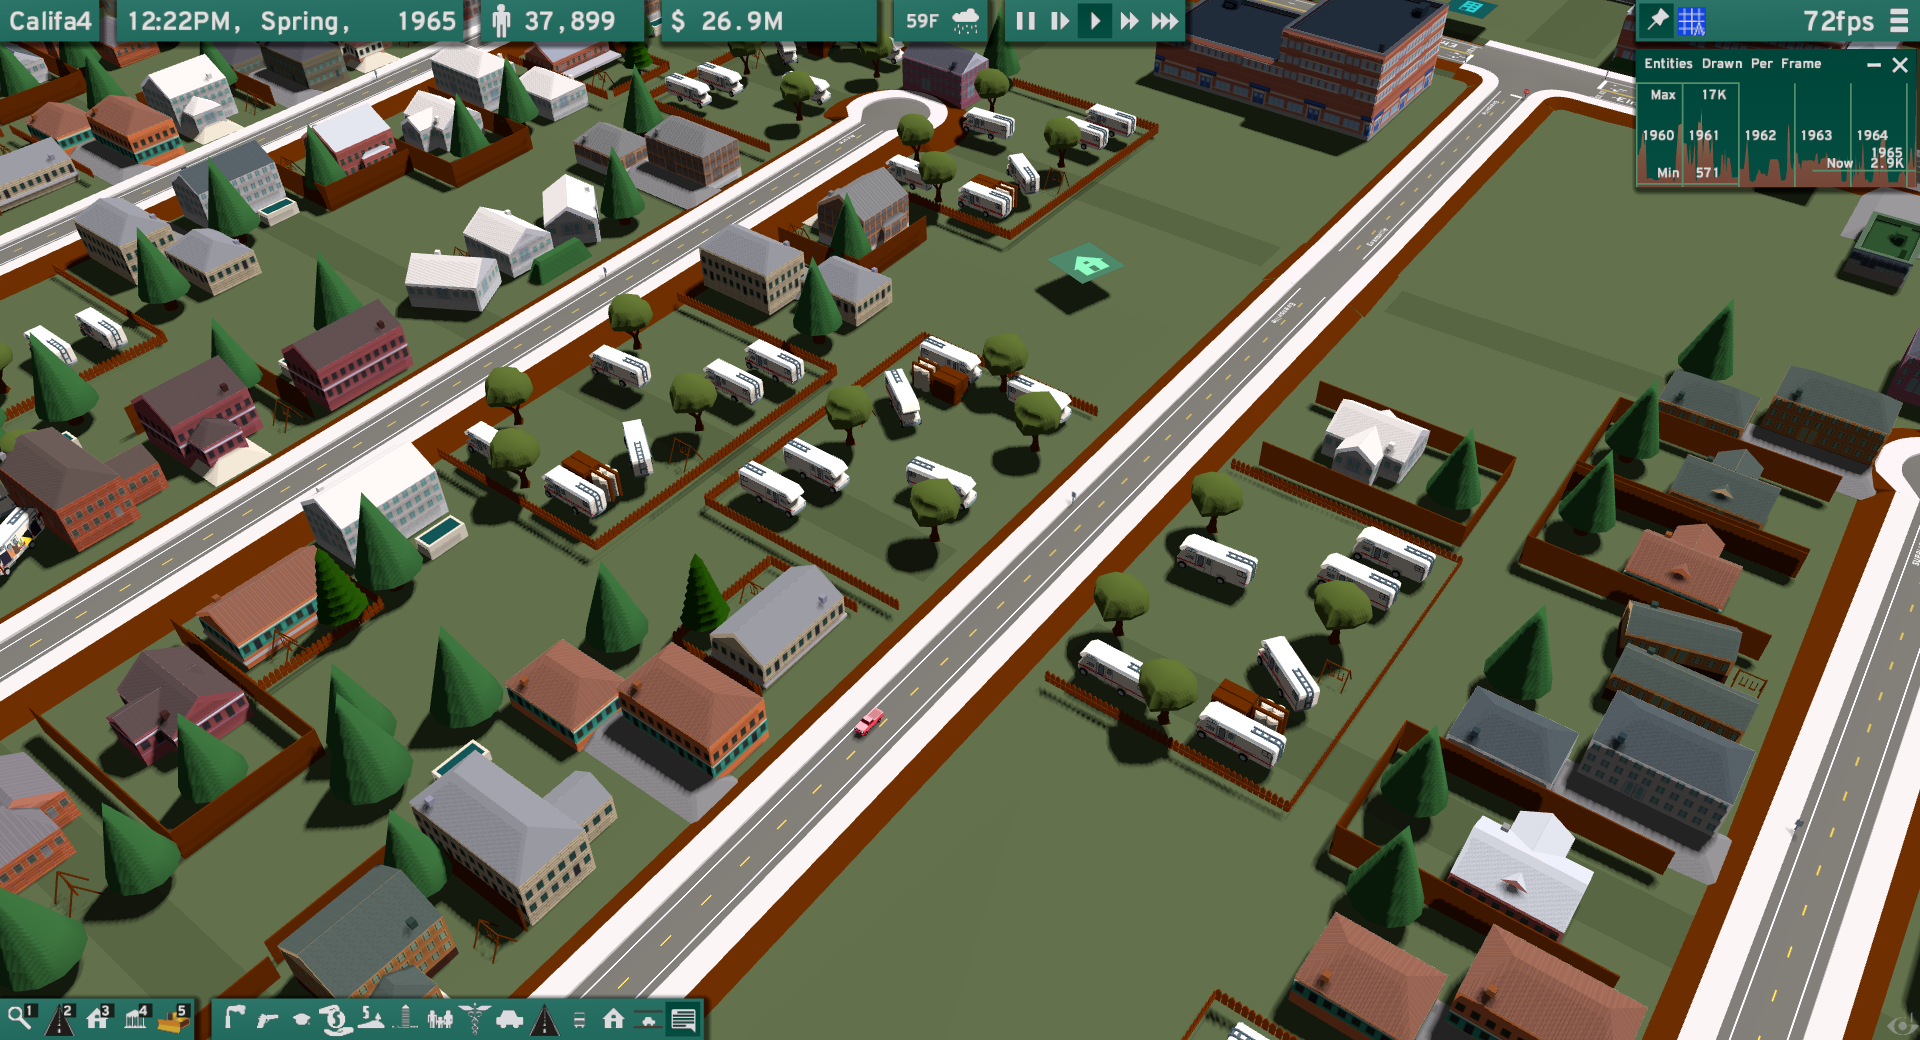 Califa4
12:22PM, Spring, 1965
37,899
$ 26.9M
59F
72fps
Entities Drawn Per Frame
Max 17K
1960 1961 1962 1963 1964
1965
Now 2.9K
Min 571
1 2 3 4 5